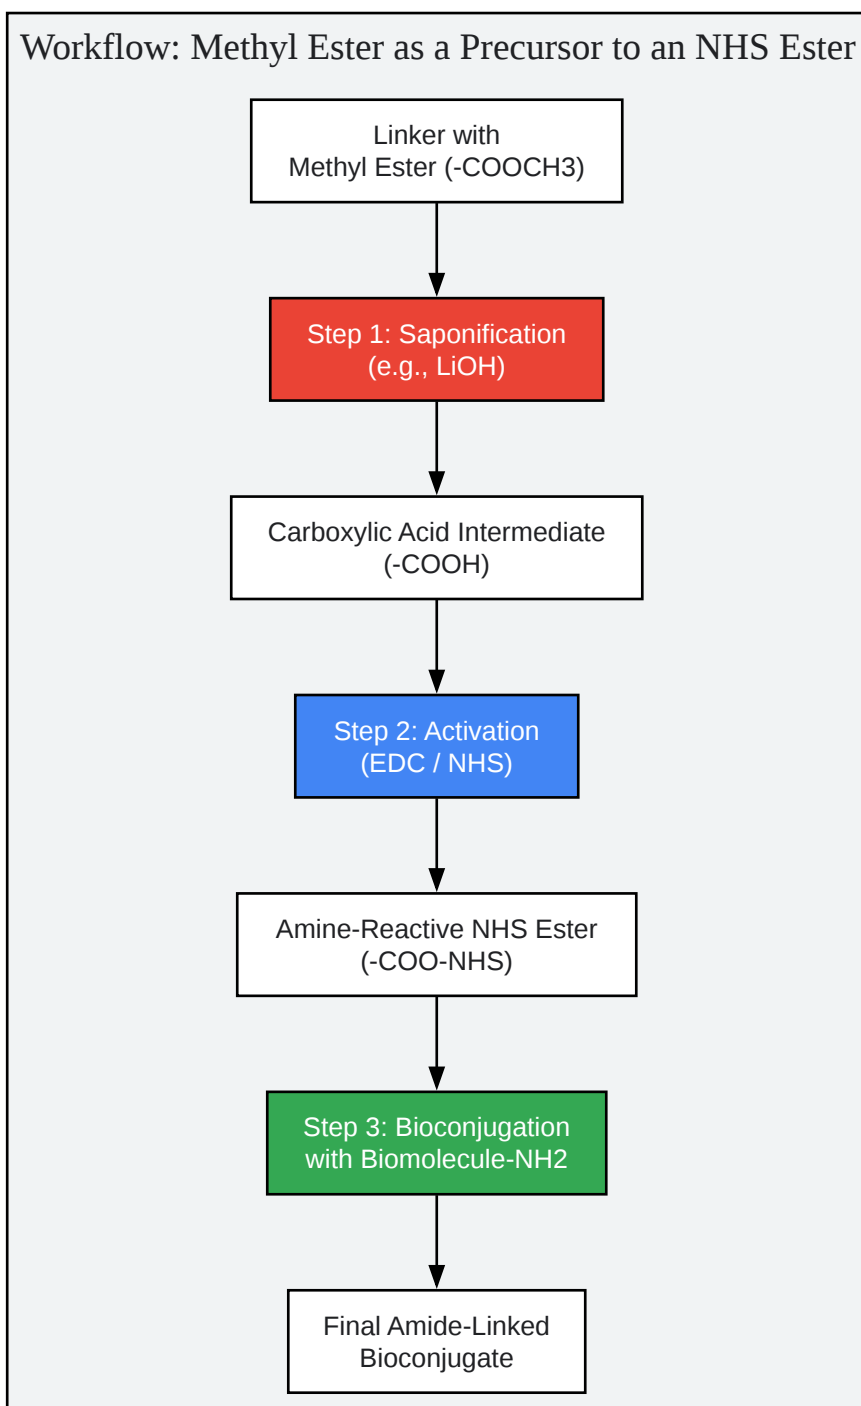 Workflow: Methyl Ester as a Precursor to an NHS Ester
Linker with
Methyl Ester (-COOCH3)
Step 1: Saponification
(e.g., LiOH)
Carboxylic Acid Intermediate
(-COOH)
Step 2: Activation
(EDC / NHS)
Amine-Reactive NHS Ester
(-COO-NHS)
Step 3: Bioconjugation
with Biomolecule-NH2
Final Amide-Linked
Bioconjugate